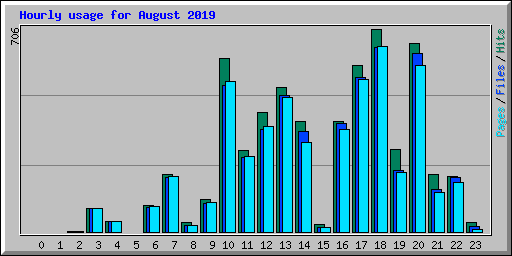 Hourly usage for August 2019
706
Pages/Files/Hits
0 1 2 3 4 5 6 7 8 9 10 11 12 13 14 15 16 17 18 19 20 21 22 23